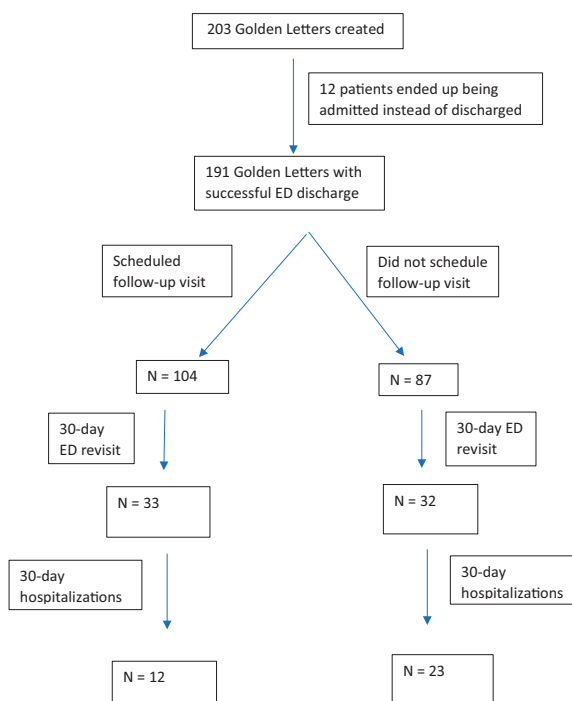 203 Golden Letters created
12 patients ended up being
admitted instead of discharged
191 Golden Letters with
successful ED discharge
Scheduled
follow-up visit
Did not schedule
follow-up visit
N = 104
N = 87
30-day
ED revisit
30-day ED
revisit
N = 33
N = 32
30-day
hospitalizations
30-day
hospitalizations
N = 12
N = 23